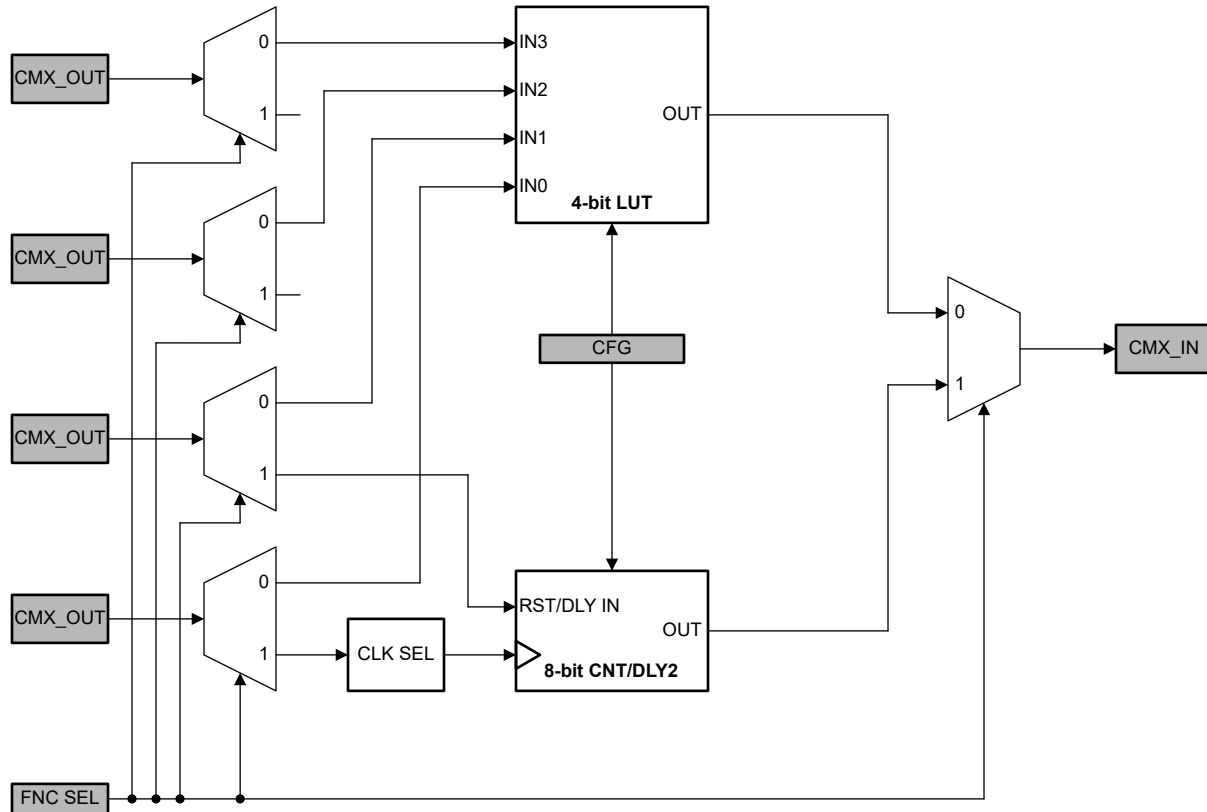 0
IN3
CMX_OUT
IN2
1
OUT
IN1
IN0
4-bit LUT
0
CMX_OUT
1
0
CFG
CMX_IN
1
0
CMX_OUT
1
0
RST/DLY IN
CMX_OUT
OUT
1
CLK SEL
8-bit CNT/DLY2
FNC SEL